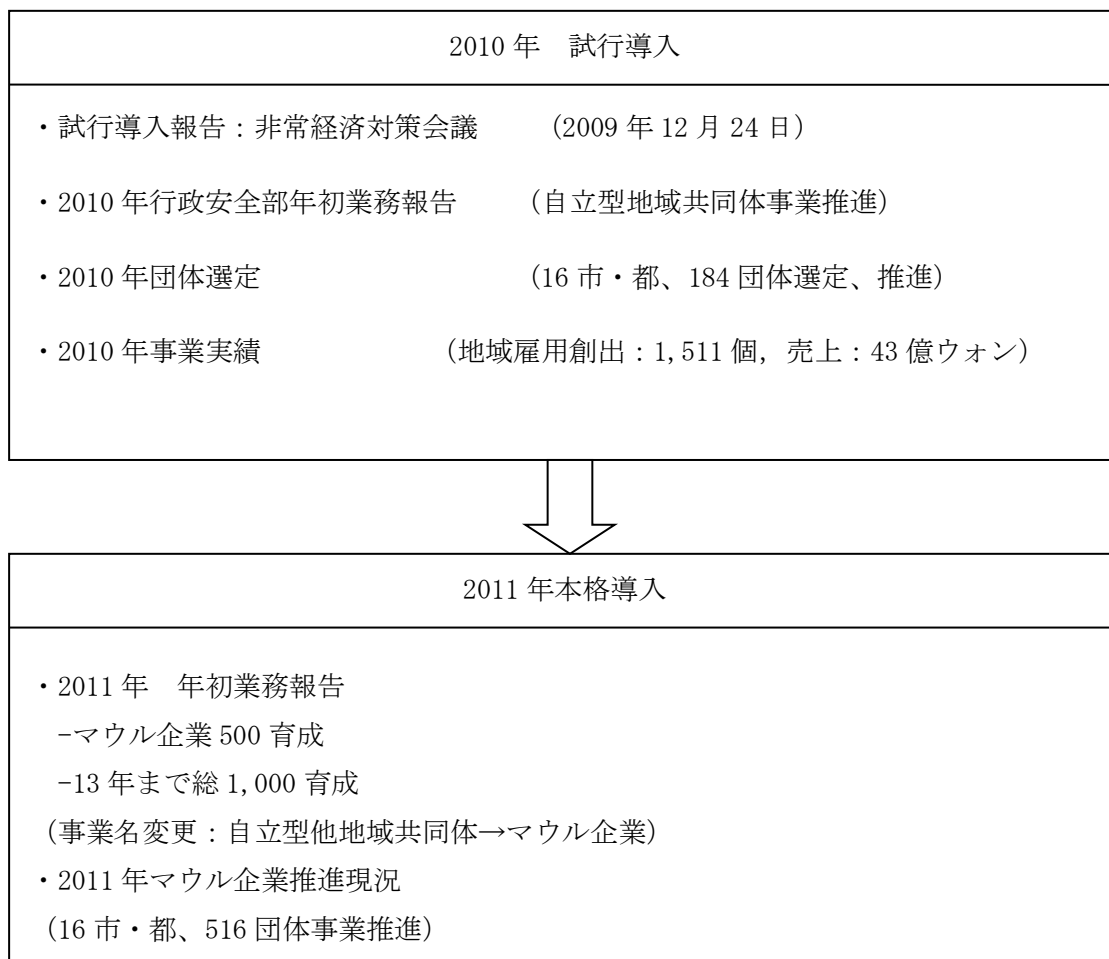 2010 年　試行導入
・試行導入報告：非常経済対策会議　　　（2009 年 12 月 24 日）
・2010 年行政安全部年初業務報告　　　（自立型地域共同体事業推進）
・2010 年団体選定　　　（16 市・都、184 団体選定、推進）
・2010 年事業実績　　　（地域雇用創出：1,511 個，売上：43 億ウォン）
2011 年本格導入
・2011 年　年初業務報告
-マウル企業 500 育成
-13 年まで総 1,000 育成
（事業名変更：自立型他地域共同体→マウル企業）
・2011 年マウル企業推進現況
（16 市・都、516 団体事業推進）